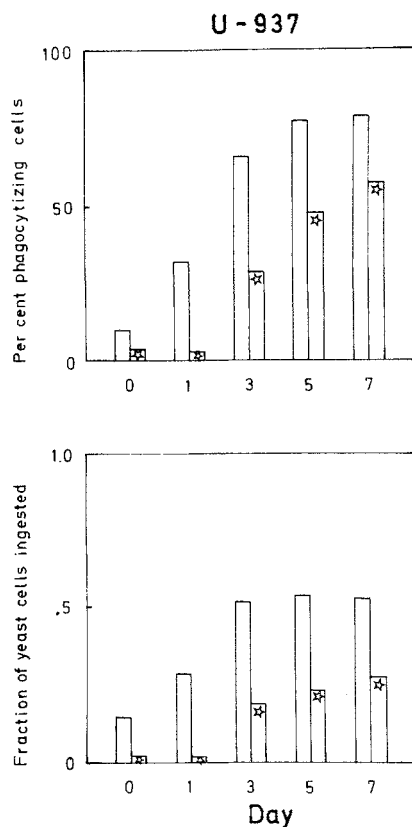 U-937
Per cent phagocytizing cells
100
50
0
0 1 3 5 7
Fraction of yeast cells ingested
1.0
.5
0
0 1 3 5 7
Day